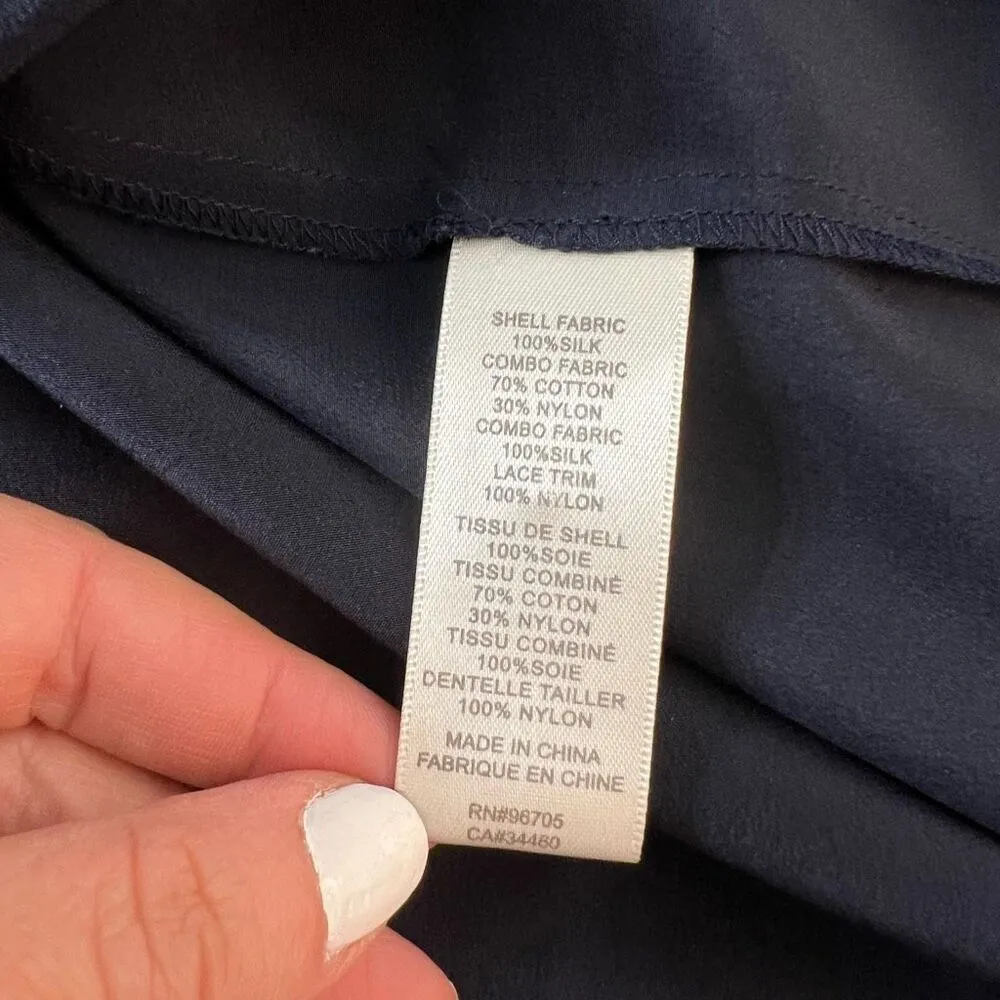 SHELL FABRIC
100%SILK
COMBO FABRIC
70% COTTON
30% NYLON
COMBO FABRIC
100%SILK
LACE TRIM
100% NYLON
TISSU DE SHELL
100%SOIE
TISSU COMBINÉ
70% COTON
30% NYLON
TISSU COMBINÉ
100%SOIE
DENTELLE TAILLER
100% NYLON
MADE IN CHINA
FABRIQUE EN CHINE
RN#96705
CA#34460